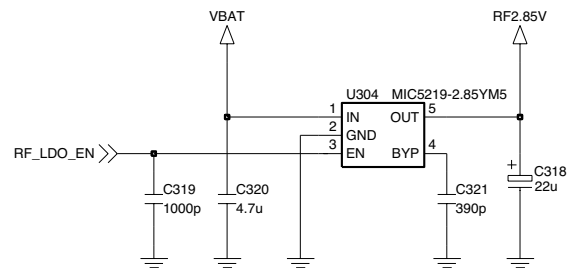 VBAT
RF2.85V
U304 MIC5219-2.85YM5
1 IN OUT 5
2 GND
3 EN BYP 4
RF_LDO_EN
C319
1000p
C320
4.7u
C321
390p
+
C318
22u